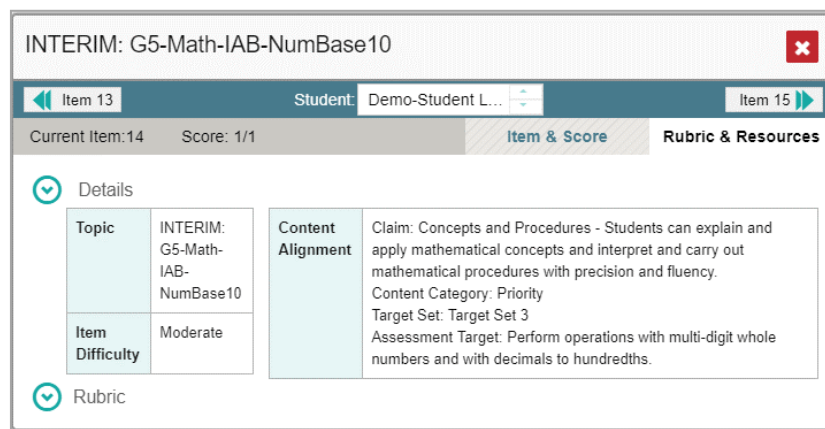 INTERIM: G5-Math-IAB-NumBase10
Item 13
Student:
Demo-Student L...
Item 15
Current Item:14
Score: 1/1
Item & Score
Rubric & Resources
Details
Topic
INTERIM:
G5-Math-
IAB-
NumBase10
Item
Difficulty
Moderate
Content
Alignment
Claim: Concepts and Procedures - Students can explain and
apply mathematical concepts and interpret and carry out
mathematical procedures with precision and fluency.
Content Category: Priority
Target Set: Target Set 3
Assessment Target: Perform operations with multi-digit whole
numbers and with decimals to hundredths.
Rubric